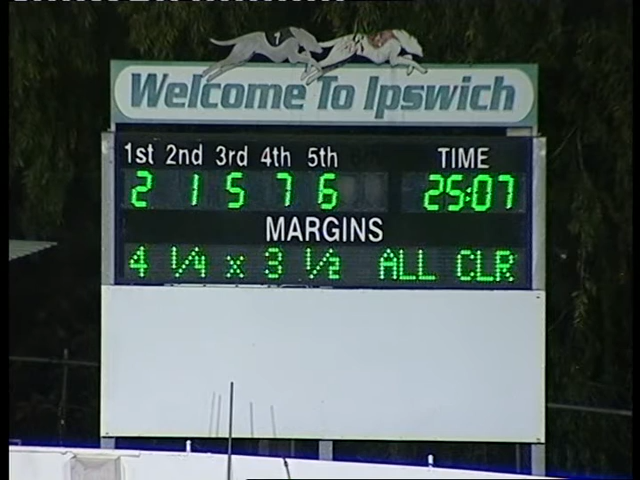 Welcome To Ipswich
1st 2nd 3rd 4th 5th TIME
2 1 5 7 6 25:07
MARGINS
4 1/4 x 3 1/2 ALL CLR